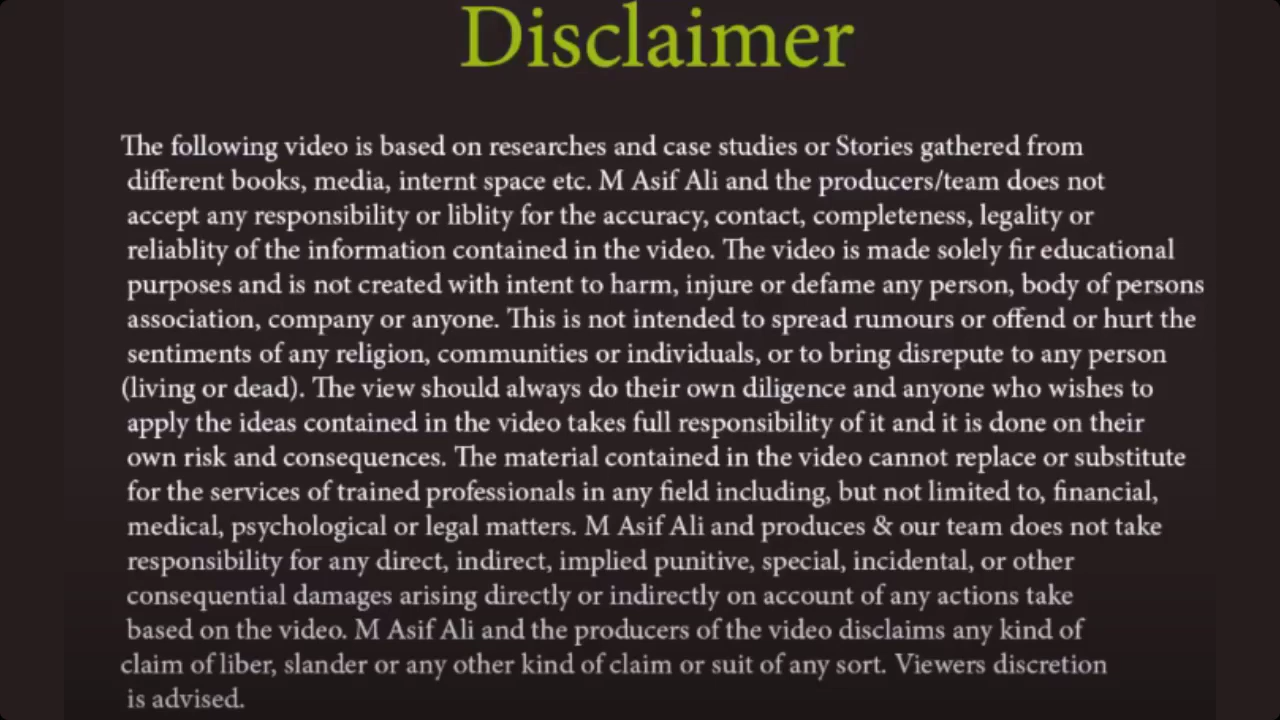 Disclaimer
The following video is based on researches and case studies or Stories gathered from
different books, media, internt space etc. M Asif Ali and the producers/team does not
accept any responsibility or liblity for the accuracy, contact, completeness, legality or
reliablity of the information contained in the video. The video is made solely fir educational
purposes and is not created with intent to harm, injure or defame any person, body of persons
association, company or anyone. This is not intended to spread rumours or offend or hurt the
sentiments of any religion, communities or individuals, or to bring disrepute to any person
(living or dead). The view should always do their own diligence and anyone who wishes to
apply the ideas contained in the video takes full responsibility of it and it is done on their
own risk and consequences. The material contained in the video cannot replace or substitute
for the services of trained professionals in any field including, but not limited to, financial,
medical, psychological or legal matters. M Asif Ali and produces & our team does not take
responsibility for any direct, indirect, implied punitive, special, incidental, or other
consequential damages arising directly or indirectly on account of any actions take
based on the video. M Asif Ali and the producers of the video disclaims any kind of
claim of liber, slander or any other kind of claim or suit of any sort. Viewers discretion
is advised.